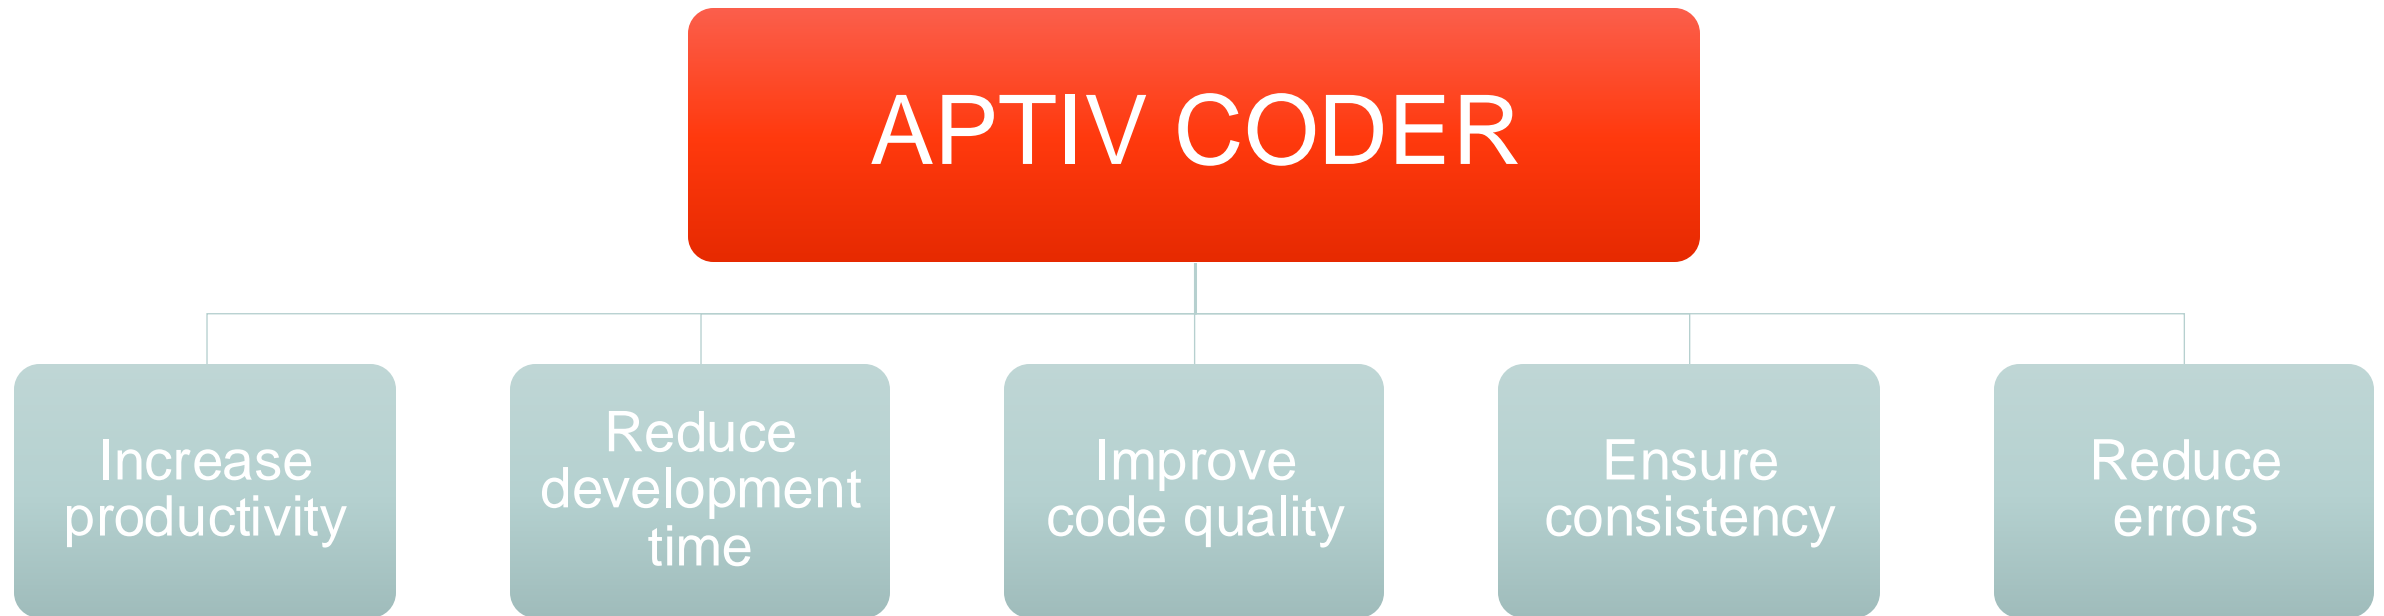 APTIV CODER
Increase
productivity
Reduce
development
time
Improve
code quality
Ensure
consistency
Reduce
errors